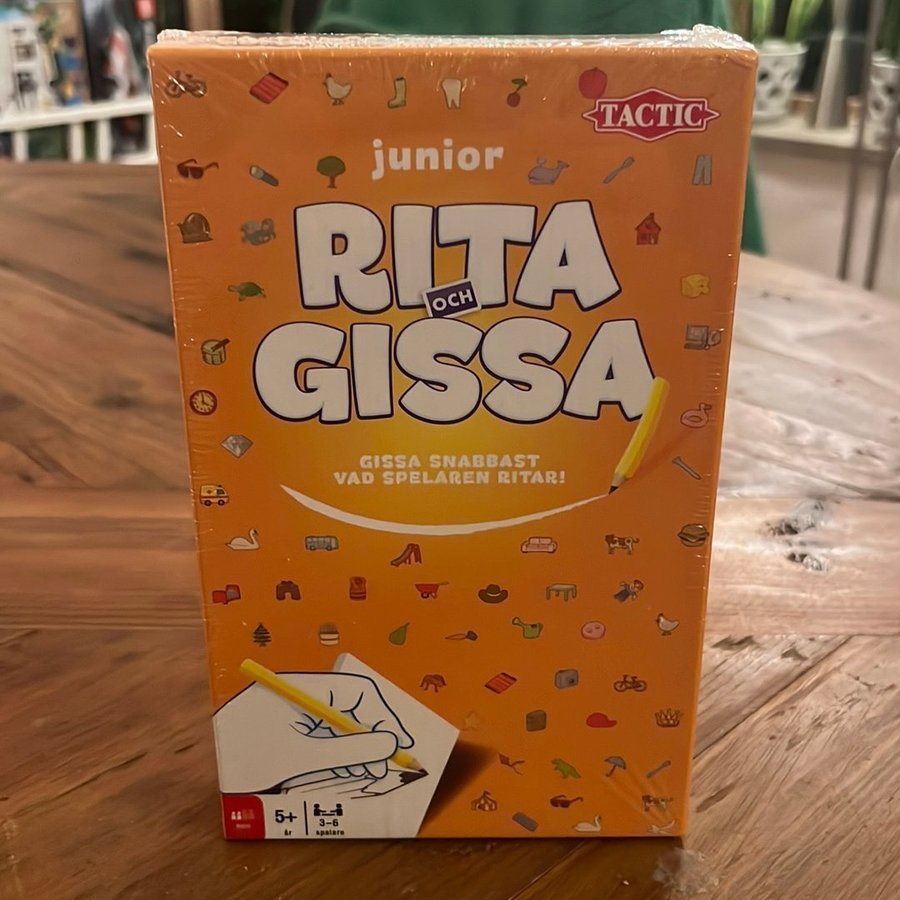 TACTIC
junior
RITA
OCH
GISSA
GISSA SNABBAST
VAD SPELAREN RITAR!
5+
år
3-6
spelare